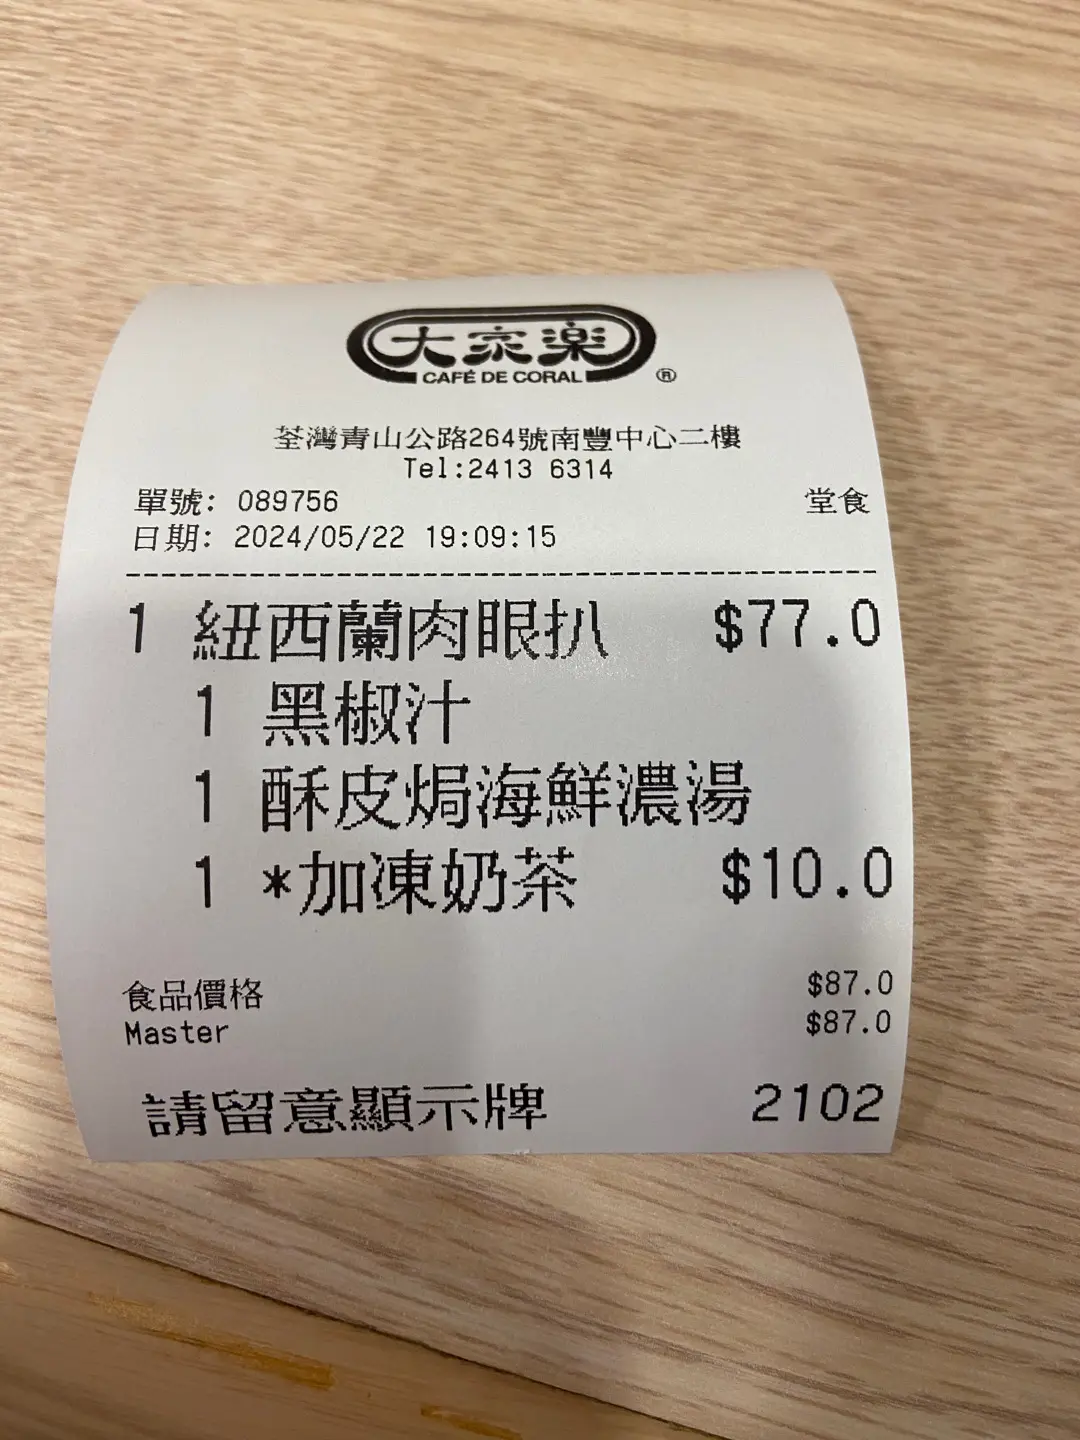 大家樂
CAFÉ DE CORAL ®
荃灣青山公路264號南豐中心二樓
Tel:2413 6314
單號: 089756 堂食
日期: 2024/05/22 19:09:15
1 紐西蘭肉眼扒 $77.0
1 黑椒汁
1 酥皮焗海鮮濃湯
1 *加凍奶茶 $10.0
食品價格 $87.0
Master $87.0
請留意顯示牌 2102